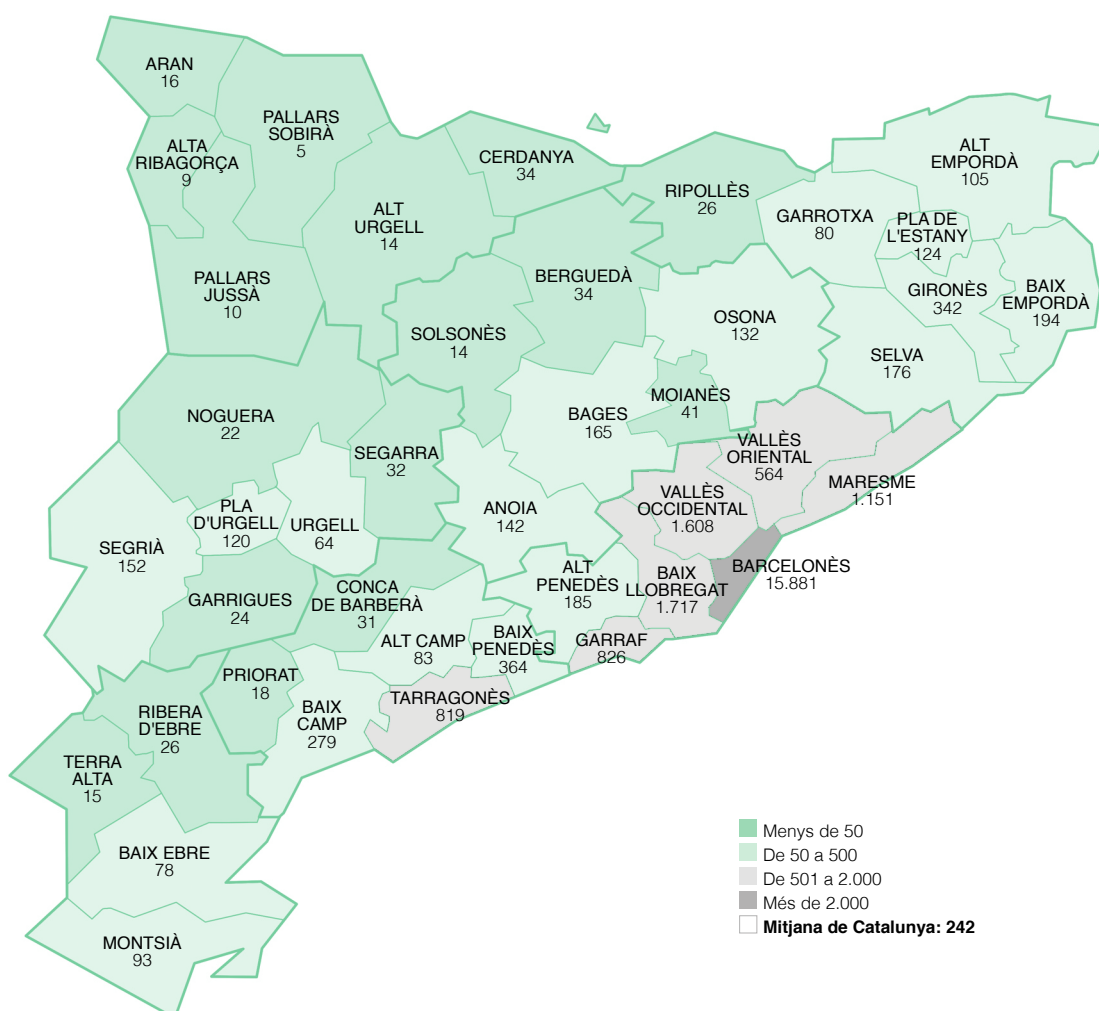 ARAN
16
PALLARS
SOBIRÀ
5
ALTA
RIBAGORÇA
9
CERDANYA
34
ALT
URGELL
14
RIPOLLÈS
26
ALT
EMPORDÀ
105
GARROTXA
80
PLA DE
L'ESTANY
124
PALLARS
JUSSÀ
10
BERGUEDÀ
34
GIRONÈS
342
BAIX
EMPORDÀ
194
SOLSONÈS
14
OSONA
132
SELVA
176
NOGUERA
22
BAGES
165
MOIANÈS
41
SEGARRA
32
VALLÈS
ORIENTAL
564
MARESME
1.151
PLA
D'URGELL
120
URGELL
64
ANOIA
142
VALLÈS
OCCIDENTAL
1.608
SEGRIÀ
152
BARCELONÈS
15.881
GARRIGUES
24
CONCA
DE BARBERÀ
31
ALT
PENEDÈS
185
BAIX
LLOBREGAT
1.717
ALT CAMP
83
BAIX
PENEDÈS
364
GARRAF
826
PRIORAT
18
TARRAGONÈS
819
RIBERA
D'EBRE
26
BAIX
CAMP
279
TERRA
ALTA
15
BAIX EBRE
78
MONTSIÀ
93
Menys de 50
De 50 a 500
De 501 a 2.000
Més de 2.000
Mitjana de Catalunya: 242